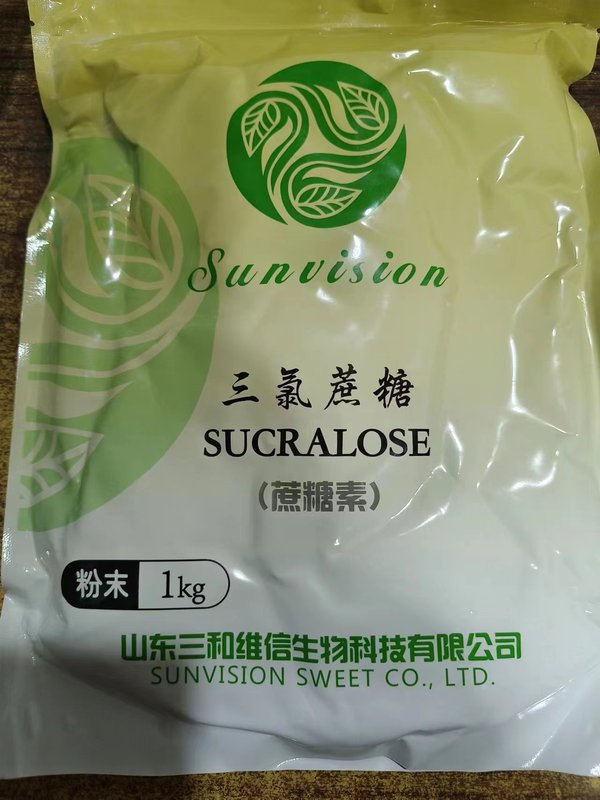 Sunvision
三氯蔗糖
SUCRALOSE
(蔗糖素)
粉末 1kg
山东三和维信生物科技有限公司
SUNVISION SWEET CO., LTD.